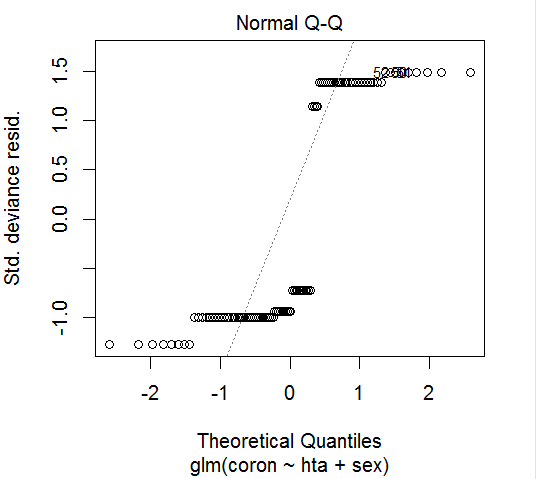 Normal Q-Q
Std. deviance resid.
1.5
1.0
0.5
0.0
-1.0
-2
-1
0
1
2
Theoretical Quantiles
glm(coron ~ hta + sex)